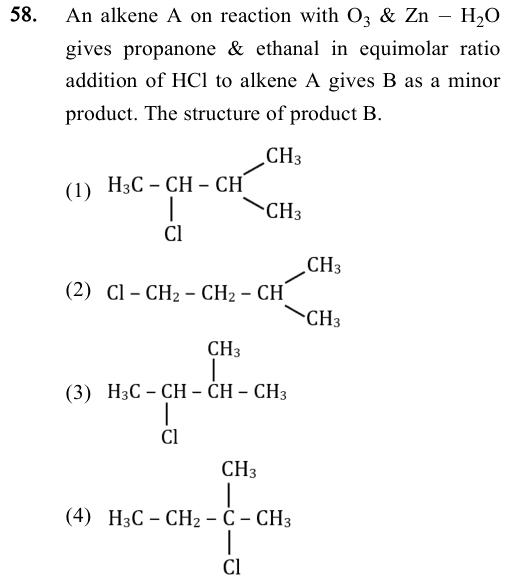 58. An alkene A on reaction with O₃ & Zn – H₂O
gives propanone & ethanal in equimolar ratio
addition of HCl to alkene A gives B as a minor
product. The structure of product B.
CH₃
(1) H₃C – CH – CH
CH₃
Cl
CH₃
(2) Cl – CH₂ – CH₂ – CH
CH₃
CH₃
(3) H₃C – CH – CH – CH₃
Cl
CH₃
(4) H₃C – CH₂ – C – CH₃
Cl